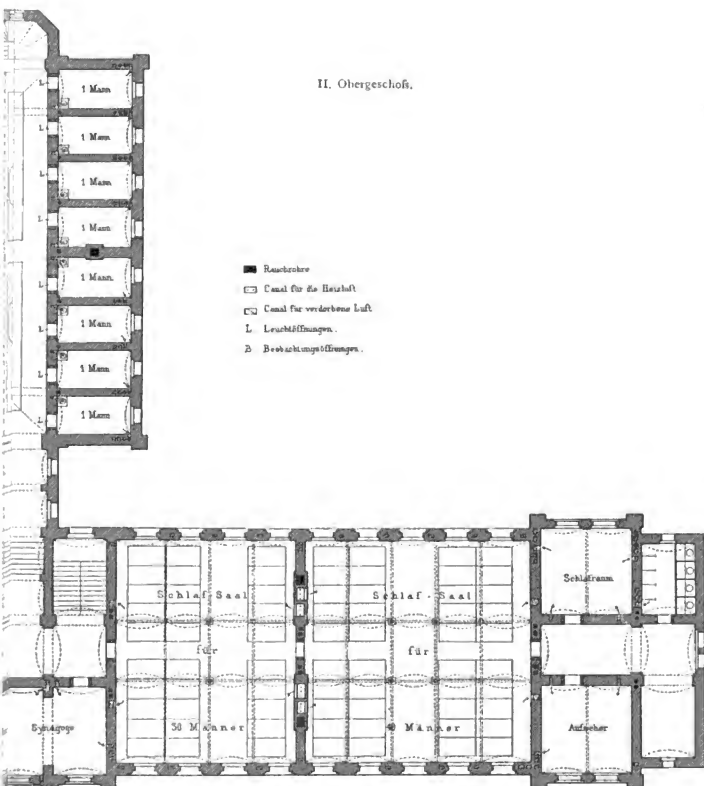 II. Obergeschoſs.
L
1 Mann
L
1 Mann
L
1 Mann
L
1 Mann
L
1 Mann.
L
1 Mann
L
1 Mann
L
1 Mann
Rauchrohre
Canal für die Heizluft
Canal für verdorbene Luft
L Leuchtöffnungen.
B Beobachtungsöffnungen.
Schlaf-Saal
für
Männer
Schlaf-Saal
für
40 Männer
Schlafraum
Synagoge
Aufseher